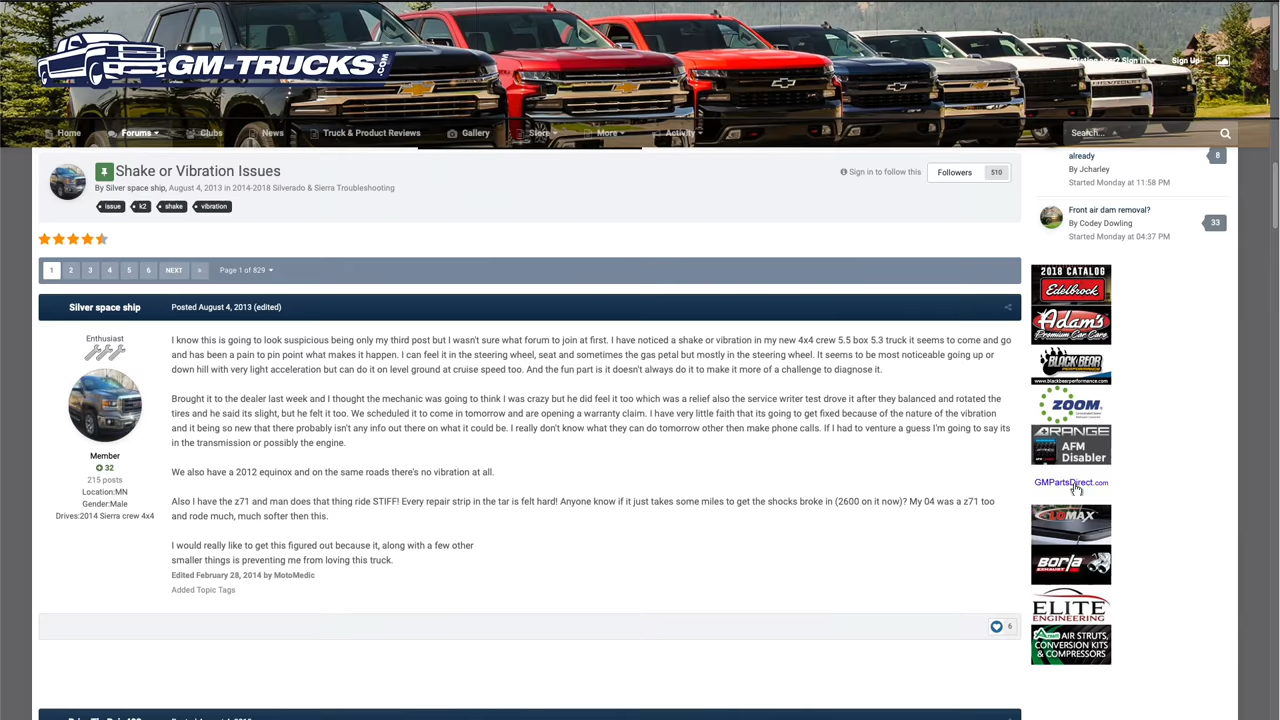 GM-TRUCKS.COM
Existing user? Sign In
Sign Up
Home
Forums
Clubs
News
Truck & Product Reviews
Gallery
Store
More
Activity
Search...
Shake or Vibration Issues
By Silver space ship, August 4, 2013 in 2014-2018 Silverado & Sierra Troubleshooting
issue
k2
shake
vibration
Sign in to follow this
Followers
510
1
2
3
4
5
6
NEXT
»
Page 1 of 829
Silver space ship
Posted August 4, 2013 (edited)
Enthusiast
Member
32
215 posts
Location:MN
Gender:Male
Drives:2014 Sierra crew 4x4
I know this is going to look suspicious being only my third post but I wasn't sure what forum to join at first. I have noticed a shake or vibration in my new 4x4 crew 5.5 box 5.3 truck it seems to come and go
and has been a pain to pin point what makes it happen. I can feel it in the steering wheel, seat and sometimes the gas petal but mostly in the steering wheel. It seems to be most noticeable going up or
down hill with very light acceleration but can do it on level ground at cruise speed too. And the fun part is it doesn't always do it to make it more of a challenge to diagnose it.
Brought it to the dealer last week and I thought the mechanic was going to think I was crazy but he did feel it too which was a relief also the service writer test drove it after they balanced and rotated the
tires and he said its slight, but he felt it too. We scheduled it to come in tomorrow and are opening a warranty claim. I have very little faith that its going to get fixed because of the nature of the vibration
and it being so new that there probably isn't any info out there on what it could be. I really don't know what they can do tomorrow other then make phone calls. If I had to venture a guess I'm going to say its
in the transmission or possibly the engine.
We also have a 2012 equinox and on the same roads there's no vibration at all.
Also I have the z71 and man does that thing ride STIFF! Every repair strip in the tar is felt hard! Anyone know if it just takes some miles to get the shocks broke in (2600 on it now)? My 04 was a z71 too
and rode much, much softer then this.
I would really like to get this figured out because it, along with a few other
smaller things is preventing me from loving this truck.
Edited February 28, 2014 by MotoMedic
Added Topic Tags
6
already
By Jcharley
Started Monday at 11:58 PM
8
Front air dam removal?
By Codey Dowling
Started Monday at 04:37 PM
33
2018 CATALOG
Edelbrock
Adam's
BLACK BEAR
PERFORMANCE
www.blackbearperformance.com
ZOOM
RANGE
AFM
Disabler
GMPartsDirect.com
LOMAX
BORLA
EXHAUST
ELITE
ENGINEERING
AIR STRUTS,
CONVERSION KITS
& COMPRESSORS